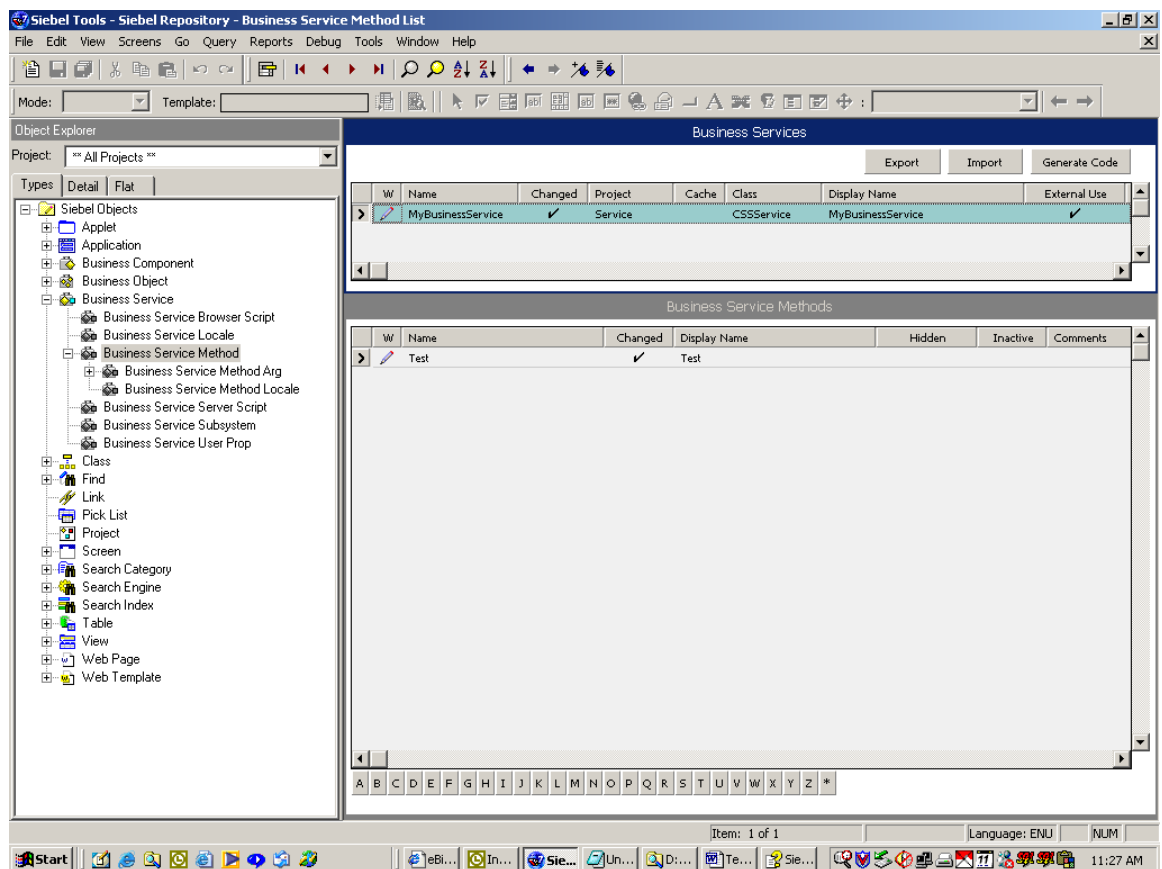 Siebel Tools - Siebel Repository - Business Service Method List
File Edit View Screens Go Query Reports Debug Tools Window Help
Mode: Template: :
Object Explorer
Project: ** All Projects **
Types Detail Flat
Siebel Objects
Applet
Application
Business Component
Business Object
Business Service
Business Service Browser Script
Business Service Locale
Business Service Method
Business Service Method Arg
Business Service Method Locale
Business Service Server Script
Business Service Subsystem
Business Service User Prop
Class
Find
Link
Pick List
Project
Screen
Search Category
Search Engine
Search Index
Table
View
Web Page
Web Template
Business Services
Export Import Generate Code
W Name Changed Project Cache Class Display Name External Use
MyBusinessService Service CSSService MyBusinessService
Business Service Methods
W Name Changed Display Name Hidden Inactive Comments
Test Test
A B C D E F G H I J K L M N O P Q R S T U V W X Y Z *
Item: 1 of 1 Language: ENU NUM
Start eBi... In... Sie... Un... D:... Te... Sie... 11:27 AM